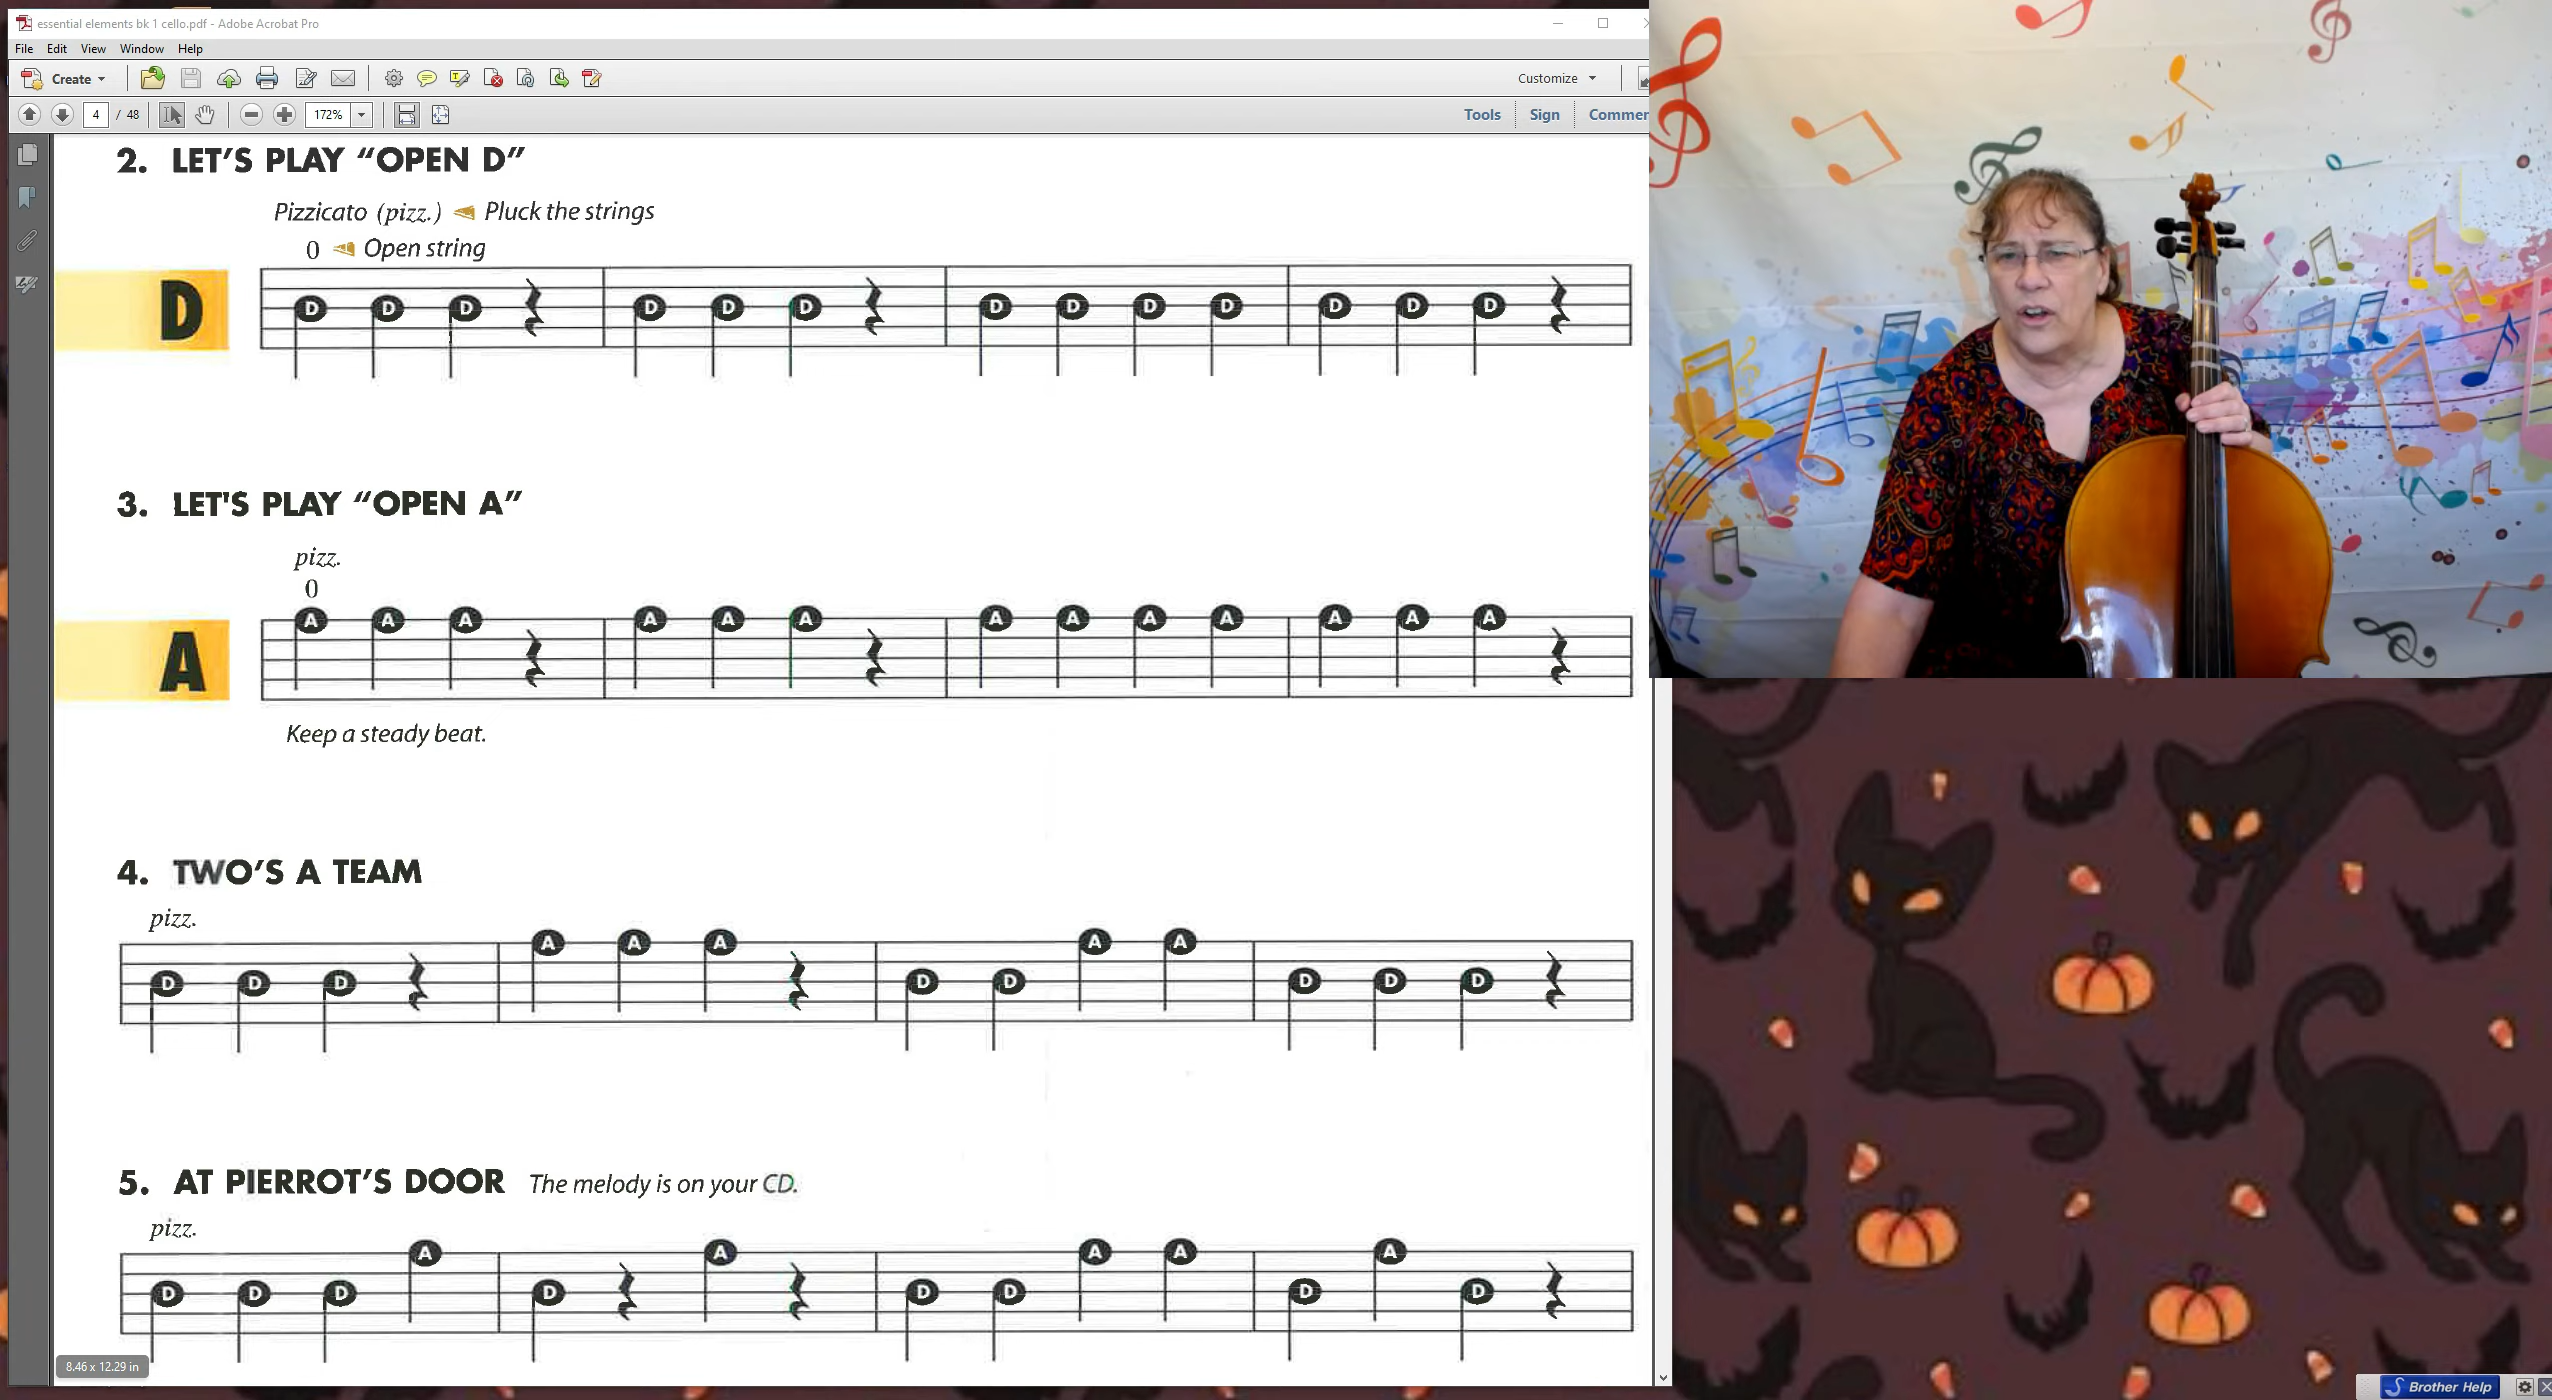 essential elements bk 1 cello.pdf - Adobe Acrobat Pro
File Edit View Window Help
Create Customize
4 / 48 172% Tools Sign
2. LET'S PLAY “OPEN D”
Pizzicato (pizz.) Pluck the strings
0 Open string
D
D D D D D D D D D D D D D
3. LET'S PLAY “OPEN A”
pizz.
0
A
A A A A A A A A A A A A A
Keep a steady beat.
4. TWO'S A TEAM
pizz.
D D D A A A D D A A D D D
5. AT PIERROT'S DOOR The melody is on your CD.
pizz.
D D D A D A D D A A D A D
8.46 x 12.29 in
Brother Help